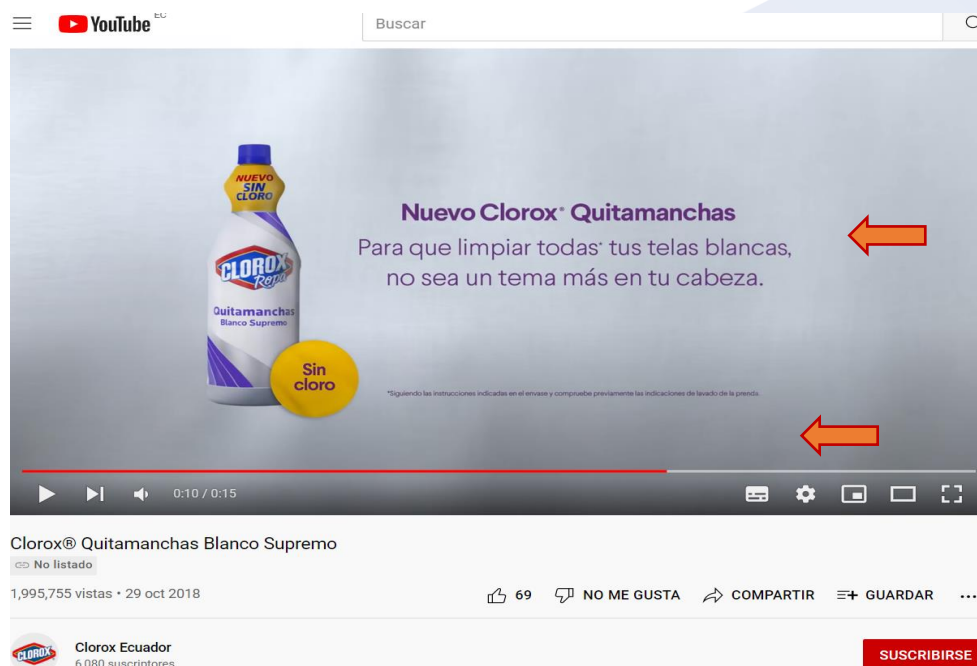 YouTube EC
Buscar
NUEVO
SIN
CLORO
CLOROX
Ropa
Quitamanchas
Blanco Supremo
Sin
cloro
Nuevo Clorox® Quitamanchas
Para que limpiar todas* tus telas blancas,
no sea un tema más en tu cabeza.
*Siguiendo las instrucciones indicadas en el envase y compruebe previamente las indicaciones de lavado de la prenda.
0:10 / 0:15
Clorox® Quitamanchas Blanco Supremo
No listado
1,995,755 vistas • 29 oct 2018
69 NO ME GUSTA COMPARTIR GUARDAR
CLOROX
Clorox Ecuador
6.080 suscriptores
SUSCRIBIRSE